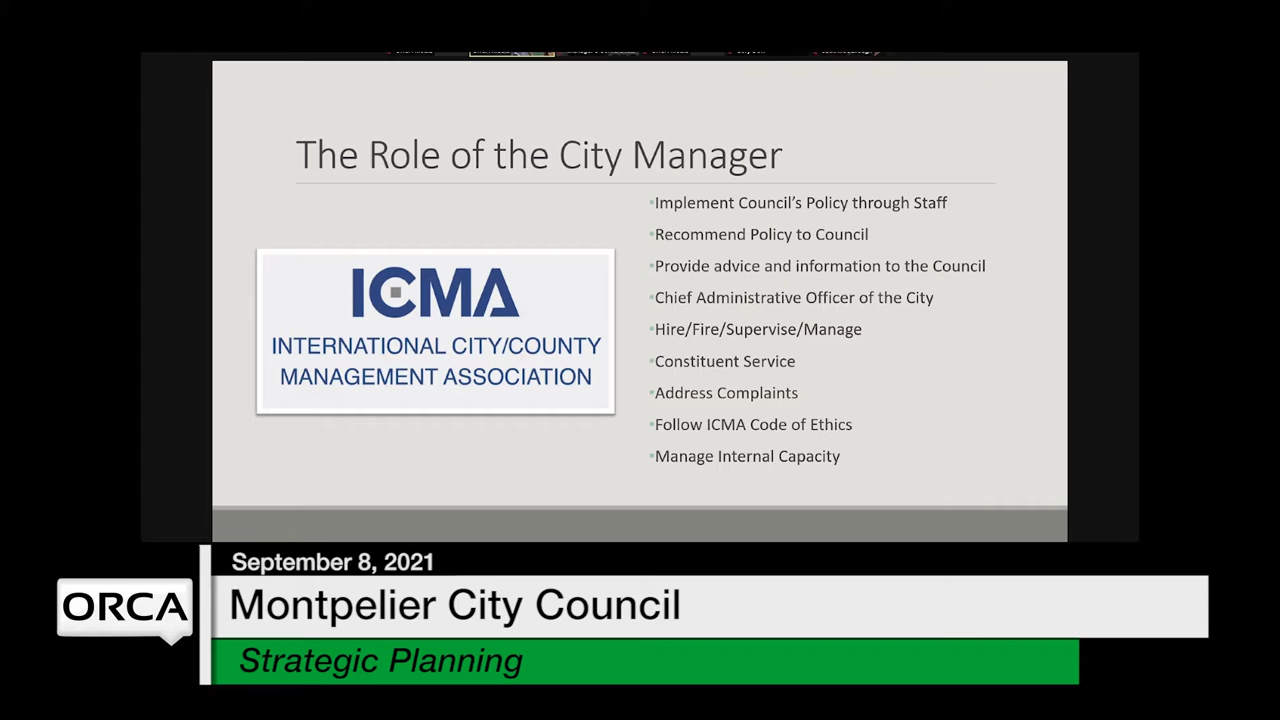 The Role of the City Manager
ICMA
INTERNATIONAL CITY/COUNTY
MANAGEMENT ASSOCIATION
•Implement Council's Policy through Staff
•Recommend Policy to Council
•Provide advice and information to the Council
•Chief Administrative Officer of the City
•Hire/Fire/Supervise/Manage
•Constituent Service
•Address Complaints
•Follow ICMA Code of Ethics
•Manage Internal Capacity
September 8, 2021
ORCA
Montpelier City Council
Strategic Planning